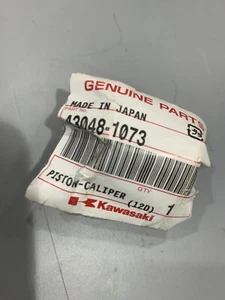 GENUINE PARTS
MADE IN JAPAN
43048-1073
QTY
PISTON-CALIPER (12D) 1
Kawasaki